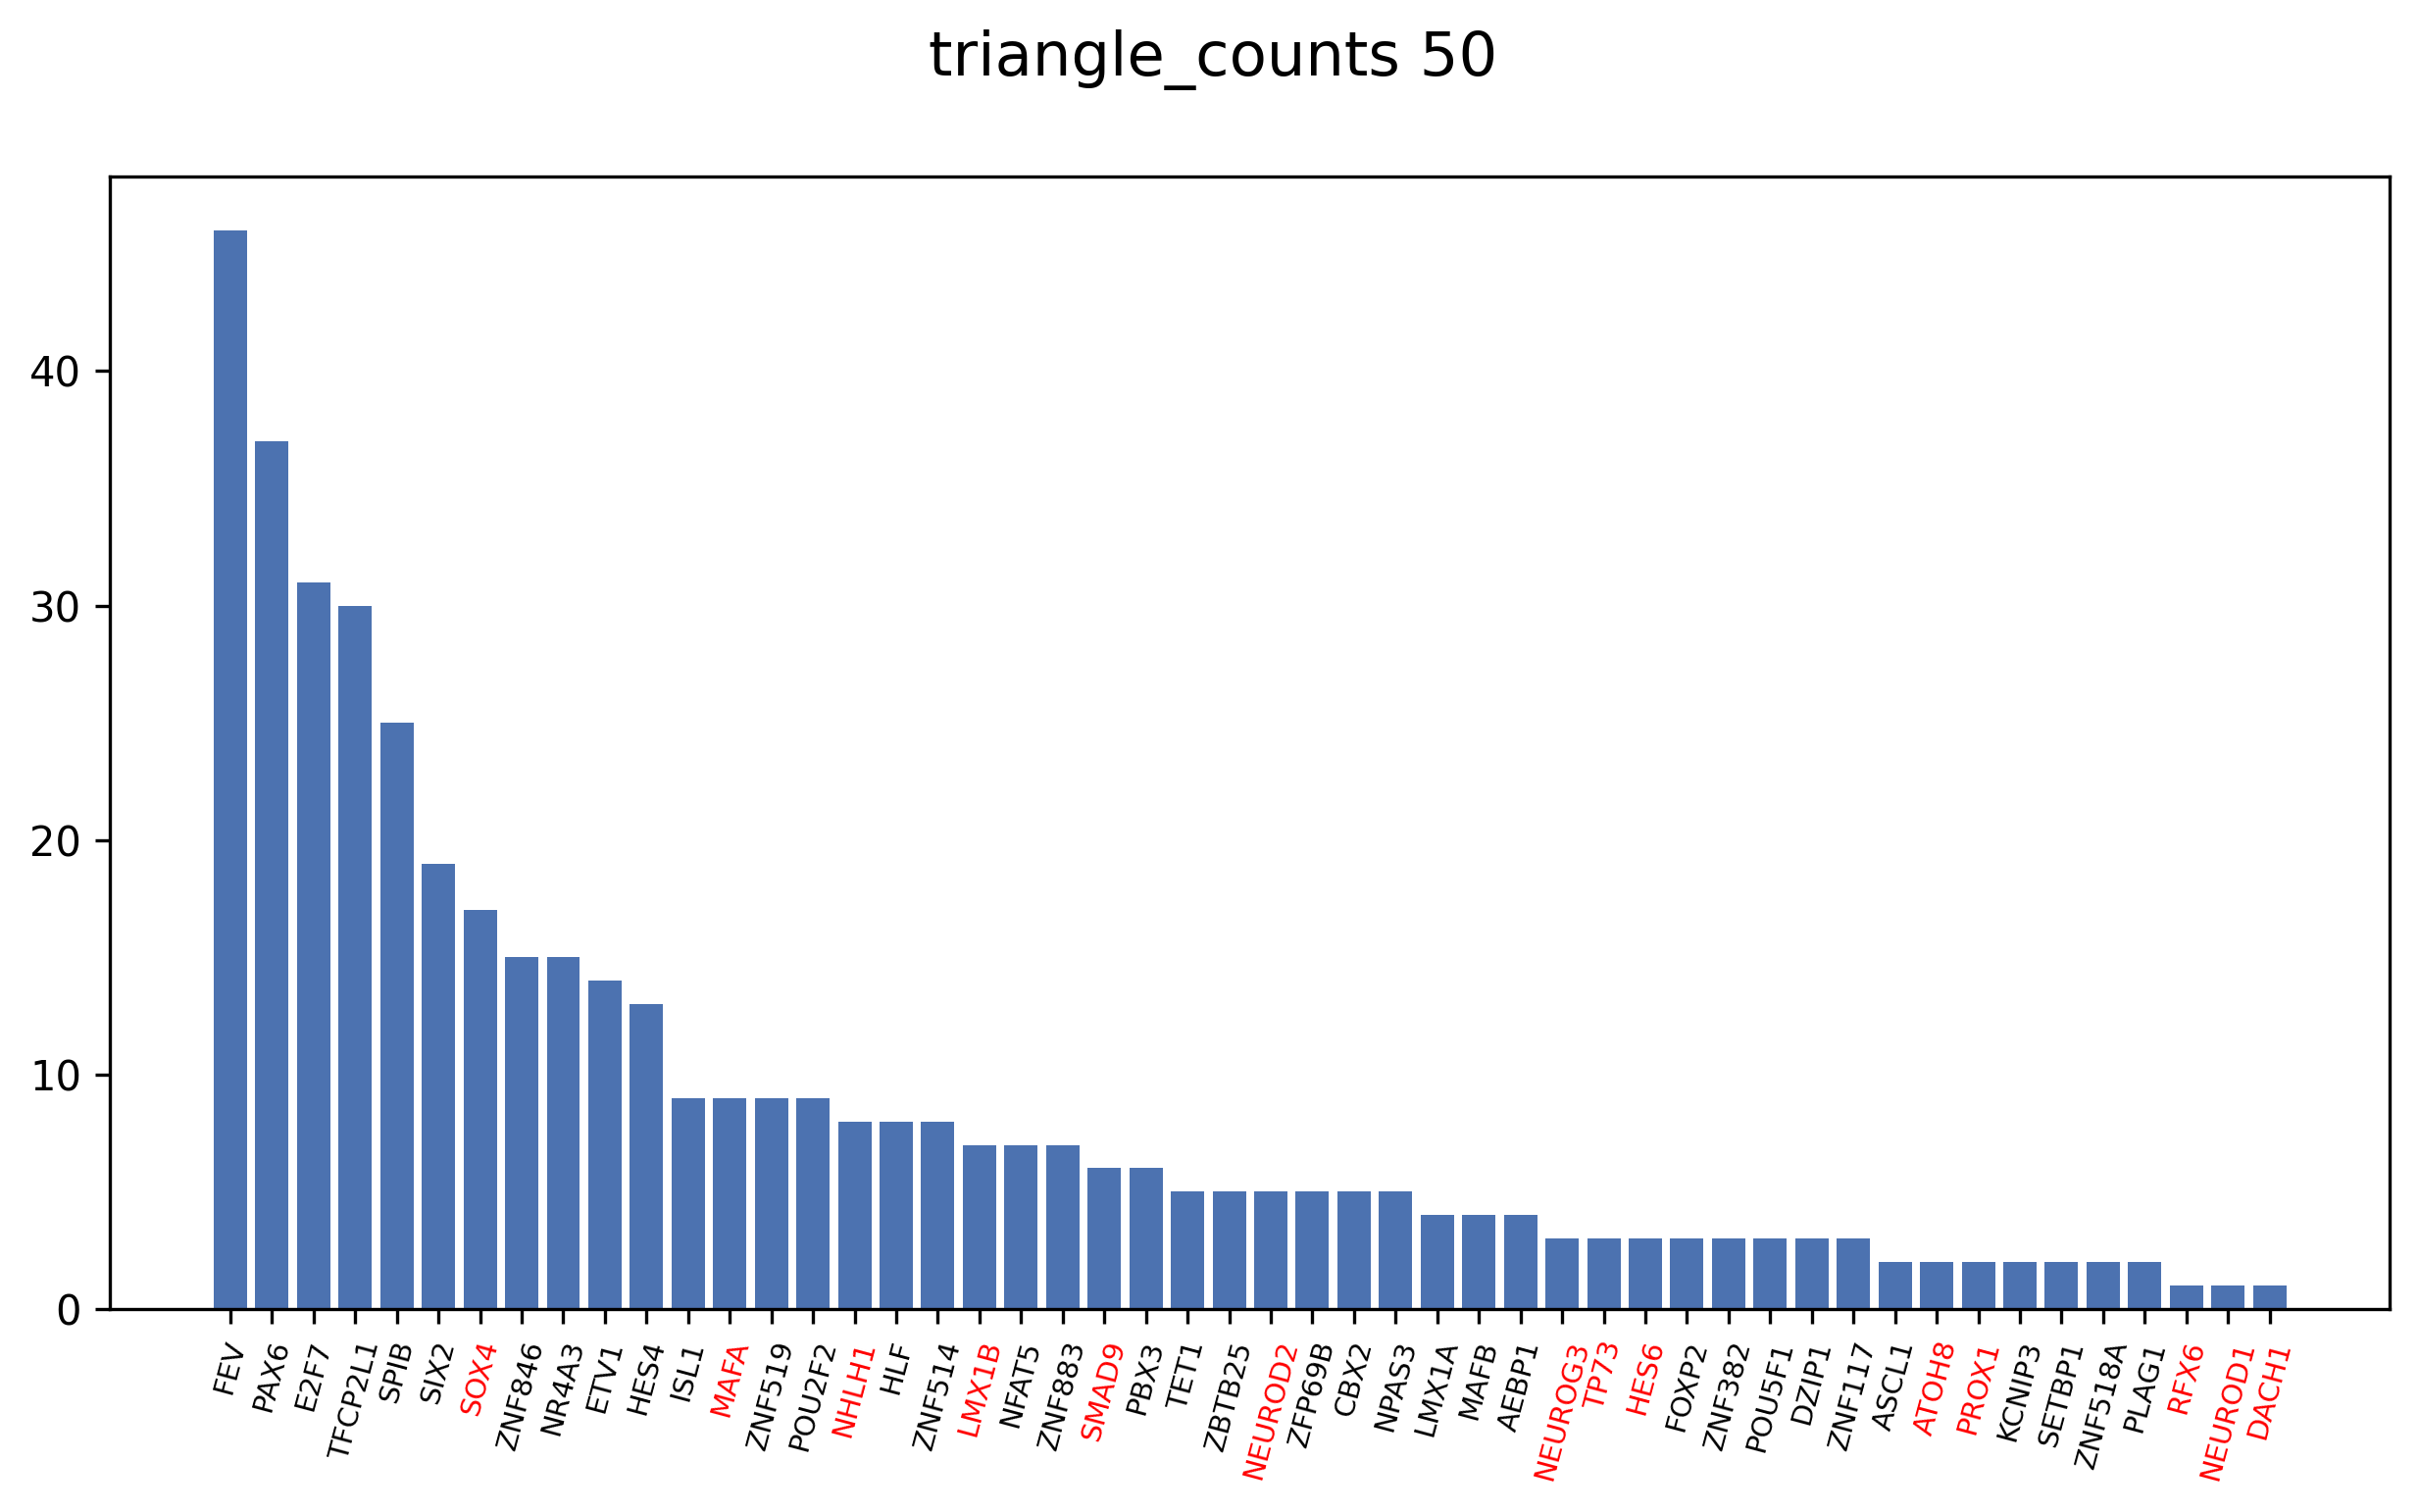 triangle_counts 50
40
30
20
10
0
FEV
PAX6
E2F7
TFCP2L1
SPIB
SIX2
SOX4
ZNF846
NR4A3
ETV1
HES4
ISL1
MAFA
ZNF519
POU2F2
NHLH1
HLF
ZNF514
LMX1B
NFAT5
ZNF883
SMAD9
PBX3
TET1
ZBTB25
NEUROD2
ZFP69B
CBX2
NPAS3
LMX1A
MAFB
AEBP1
NEUROG3
TP73
HES6
FOXP2
ZNF382
POU5F1
DZIP1
ZNF117
ASCL1
ATOH8
PROX1
KCNIP3
SETBP1
ZNF518A
PLAG1
RFX6
NEUROD1
DACH1